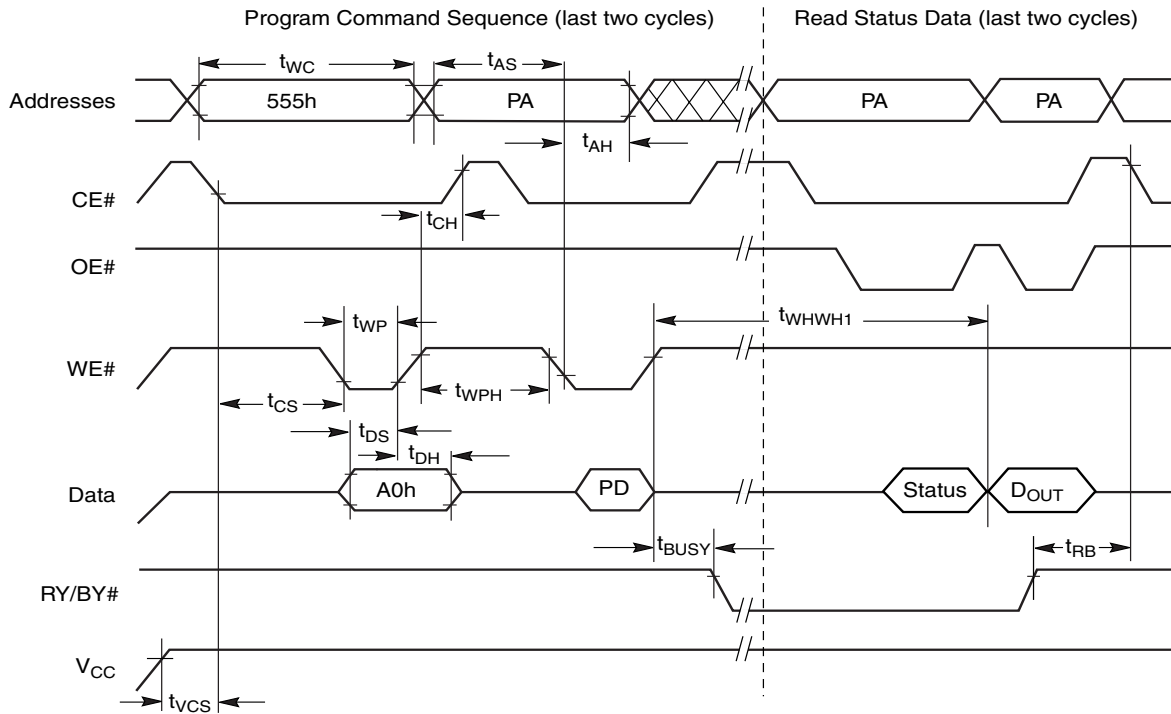 Program Command Sequence (last two cycles)
Read Status Data (last two cycles)
tWC
tAS
Addresses
555h
PA
PA
PA
tAH
CE#
tCH
OE#
tWP
tWHWH1
WE#
tWPH
tCS
tDS
tDH
Data
A0h
PD
Status
DOUT
tBUSY
tRB
RY/BY#
VCC
tVCS